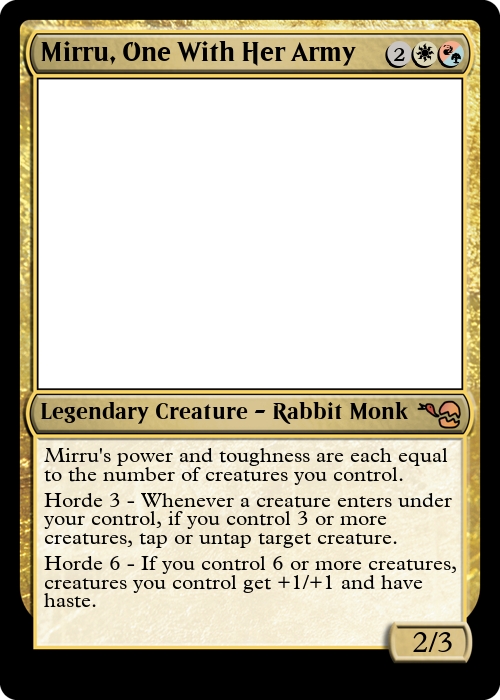 Mirru, One With Her Army 2
Legendary Creature - Rabbit Monk
Mirru's power and toughness are each equal
to the number of creatures you control.
Horde 3 - Whenever a creature enters under
your control, if you control 3 or more
creatures, tap or untap target creature.
Horde 6 - If you control 6 or more creatures,
creatures you control get +1/+1 and have
haste.
2/3